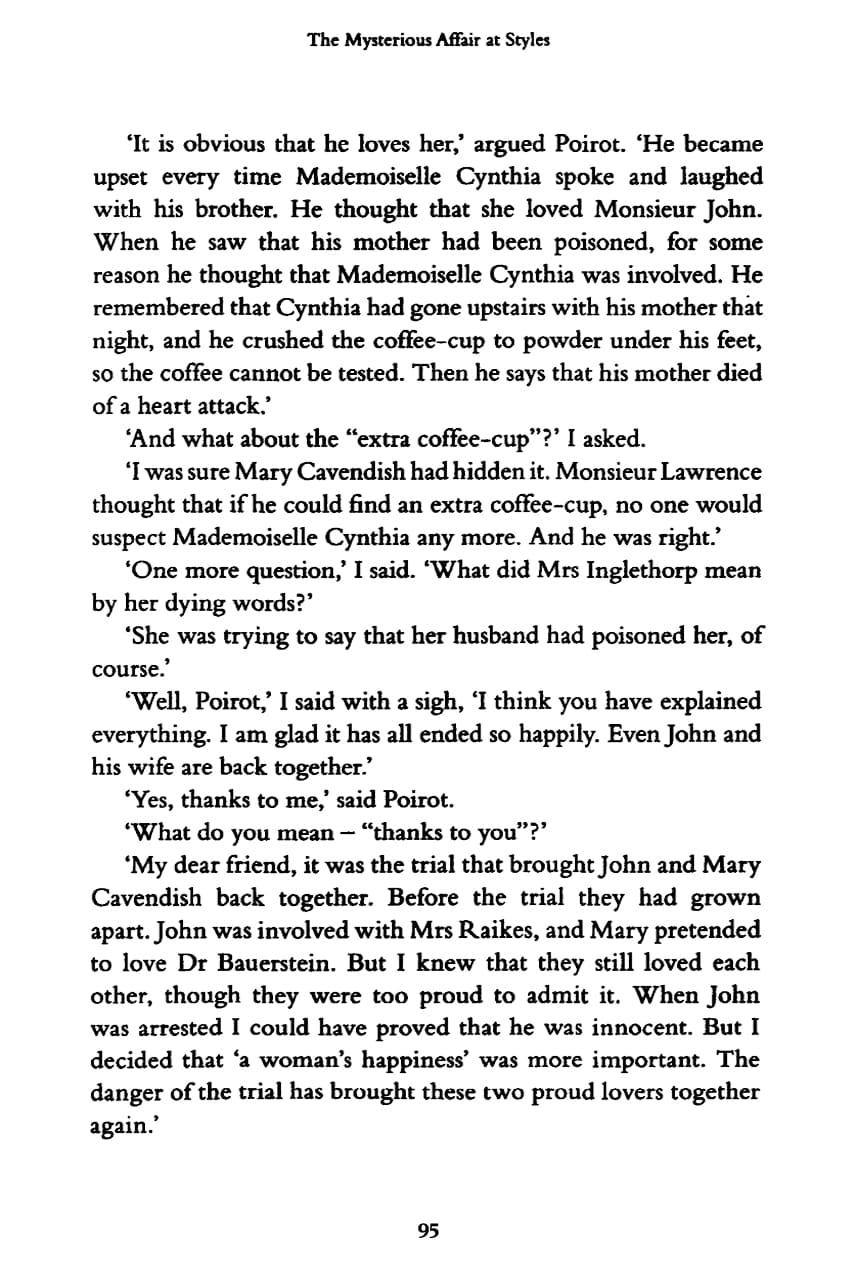 The Mysterious Affair at Styles
‘It is obvious that he loves her,’ argued Poirot. ‘He became
upset every time Mademoiselle Cynthia spoke and laughed
with his brother. He thought that she loved Monsieur John.
When he saw that his mother had been poisoned, for some
reason he thought that Mademoiselle Cynthia was involved. He
remembered that Cynthia had gone upstairs with his mother that
night, and he crushed the coffee-cup to powder under his feet,
so the coffee cannot be tested. Then he says that his mother died
of a heart attack.’
‘And what about the “extra coffee-cup”?’ I asked.
‘I was sure Mary Cavendish had hidden it. Monsieur Lawrence
thought that if he could find an extra coffee-cup, no one would
suspect Mademoiselle Cynthia any more. And he was right.’
‘One more question,’ I said. ‘What did Mrs Inglethorp mean
by her dying words?’
‘She was trying to say that her husband had poisoned her, of
course.’
‘Well, Poirot,’ I said with a sigh, ‘I think you have explained
everything. I am glad it has all ended so happily. Even John and
his wife are back together.’
‘Yes, thanks to me,’ said Poirot.
‘What do you mean – “thanks to you”?’
‘My dear friend, it was the trial that brought John and Mary
Cavendish back together. Before the trial they had grown
apart. John was involved with Mrs Raikes, and Mary pretended
to love Dr Bauerstein. But I knew that they still loved each
other, though they were too proud to admit it. When John
was arrested I could have proved that he was innocent. But I
decided that ‘a woman’s happiness’ was more important. The
danger of the trial has brought these two proud lovers together
again.’
95